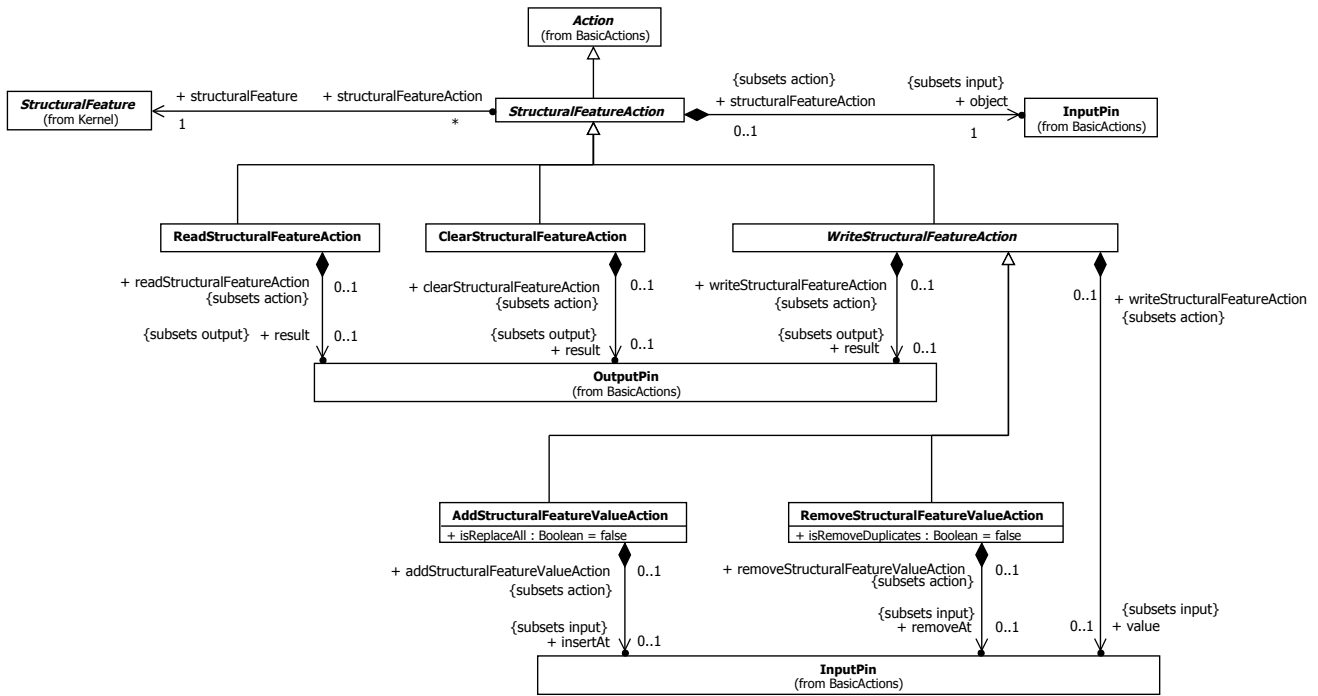 Action
(from BasicActions)
{subsets action}
{subsets input}
+ structuralFeature
+ structuralFeatureAction
+ structuralFeatureAction
+ object
StructuralFeature
(from Kernel)
StructuralFeatureAction
InputPin
(from BasicActions)
1
*
0..1
1
ReadStructuralFeatureAction
ClearStructuralFeatureAction
WriteStructuralFeatureAction
+ readStructuralFeatureAction
{subsets action}
0..1
+ clearStructuralFeatureAction
{subsets action}
0..1
+ writeStructuralFeatureAction
{subsets action}
0..1
0..1
+ writeStructuralFeatureAction
{subsets action}
{subsets output}
+ result
0..1
{subsets output}
+ result
0..1
{subsets output}
+ result
0..1
OutputPin
(from BasicActions)
AddStructuralFeatureValueAction
+ isReplaceAll : Boolean = false
RemoveStructuralFeatureValueAction
+ isRemoveDuplicates : Boolean = false
+ addStructuralFeatureValueAction
{subsets action}
0..1
+ removeStructuralFeatureValueAction
{subsets action}
0..1
{subsets input}
+ insertAt
0..1
{subsets input}
+ removeAt
0..1
{subsets input}
0..1
+ value
InputPin
(from BasicActions)